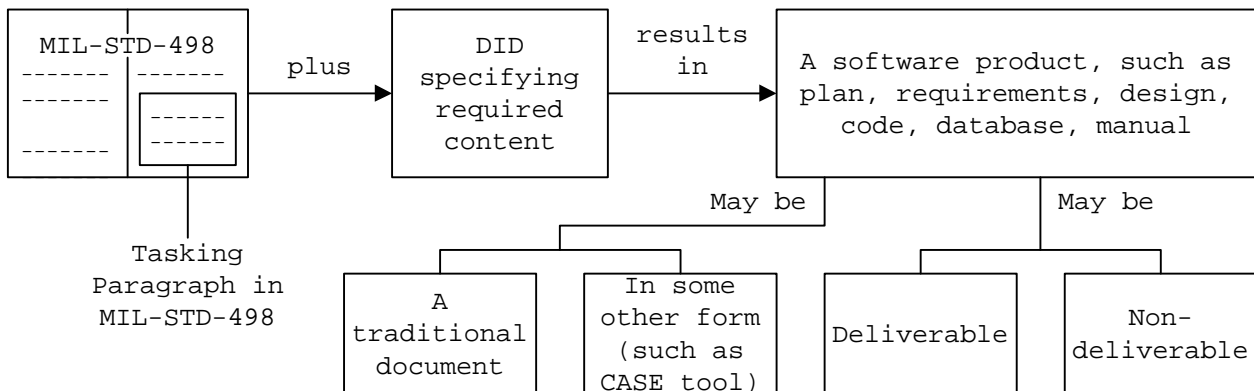 MIL-STD-498
plus
DID
specifying
required
content
results
in
A software product, such as
plan, requirements, design,
code, database, manual
Tasking
Paragraph in
MIL-STD-498
May be
May be
A
traditional
document
In some
other form
(such as
CASE tool)
Deliverable
Non-
deliverable